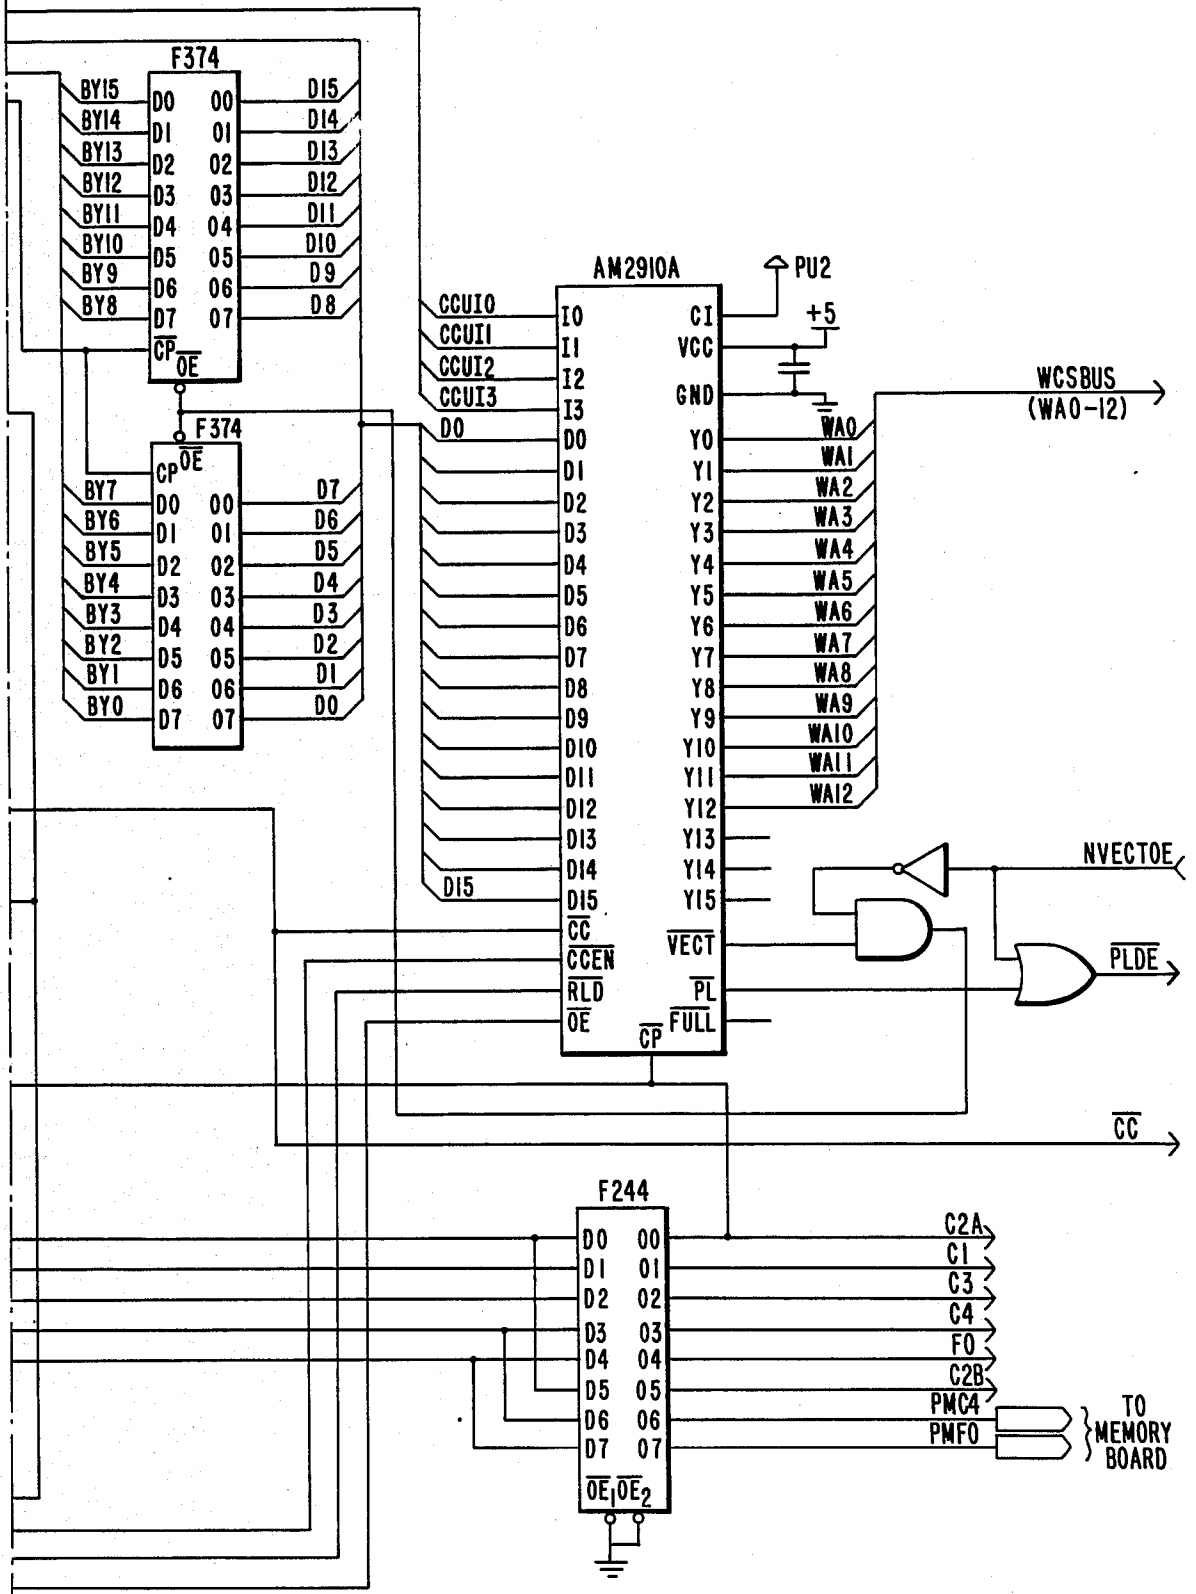 F374
BY15 D0 00 D15
BY14 D1 01 D14
BY13 D2 02 D13
BY12 D3 03 D12
BY11 D4 04 D11
BY10 D5 05 D10
BY9 D6 06 D9
BY8 D7 07 D8
CP OE
F374
OE
CP
BY7 D0 00 D7
BY6 D1 01 D6
BY5 D2 02 D5
BY4 D3 03 D4
BY3 D4 04 D3
BY2 D5 05 D2
BY1 D6 06 D1
BY0 D7 07 D0
AM2910A
PU2
+5
CCUI0 I0 CI
CCUI1 I1 VCC
CCUI2 I2
CCUI3 I3 GND
D0 D0 Y0 WA0
D1 Y1 WA1
D2 Y2 WA2
D3 Y3 WA3
D4 Y4 WA4
D5 Y5 WA5
D6 Y6 WA6
D7 Y7 WA7
D8 Y8 WA8
D9 Y9 WA9
D10 Y10 WA10
D11 Y11 WA11
D12 Y12 WA12
D13 Y13
D14 Y14
D15 D15 Y15
CC
CCEN VECT
RLD PL
OE FULL
CP
WCSBUS
(WA0-12)
NVECTOE
PLDE
CC
F244
D0 00 C2A
D1 01 C1
D2 02 C3
D3 03 C4
D4 04 F0
D5 05 C2B
D6 06 PMC4
D7 07 PMF0
OE1 OE2
TO
MEMORY
BOARD